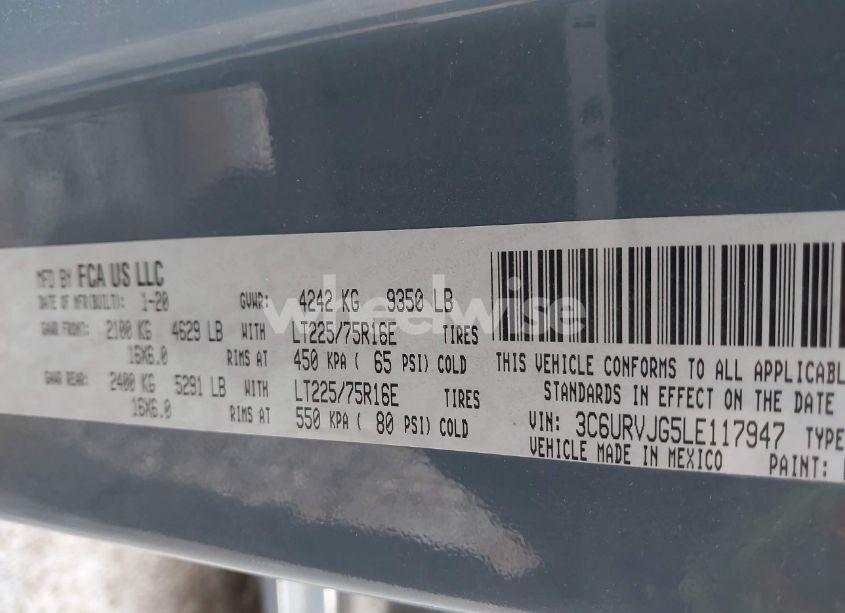 MFD BY FCA US LLC
DATE OF MFR(BUILT): 1-20 GVWR: 4242 KG 9350 LB
GAWR FRONT: 2100 KG 4629 LB WITH LT225/75R16E TIRES
16X6.0 RIMS AT 450 KPA ( 65 PSI) COLD
GAWR REAR: 2400 KG 5291 LB WITH LT225/75R16E TIRES
16X6.0 RIMS AT 550 KPA ( 80 PSI) COLD
THIS VEHICLE CONFORMS TO ALL APPLICABL
STANDARDS IN EFFECT ON THE DATE
VIN: 3C6URVJG5LE117947 TYPE
VEHICLE MADE IN MEXICO PAINT:
wheelwise